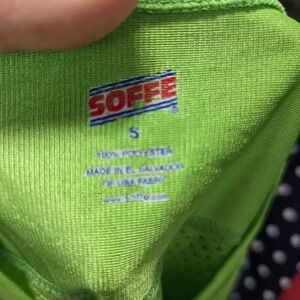 SOFFE
S
100% POLYESTER
MADE IN EL SALVADOR
OF USA FABRIC
www.soffe.com